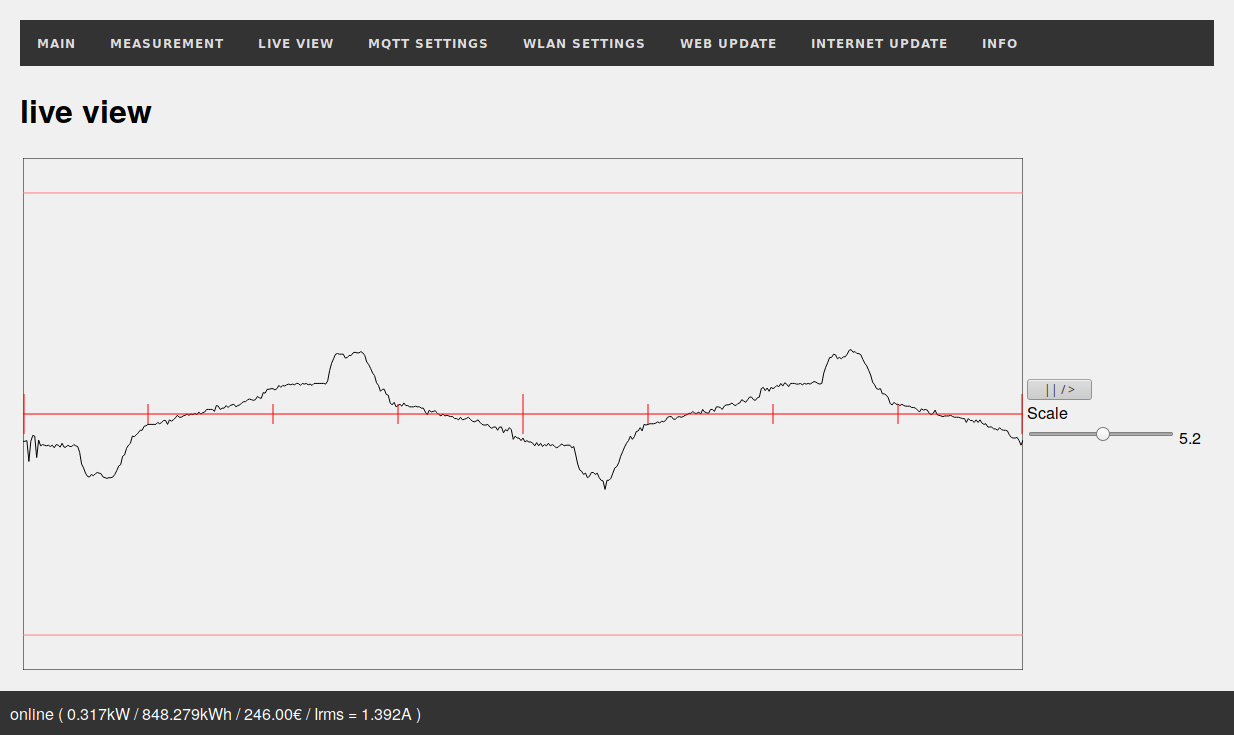 MAIN MEASUREMENT LIVE VIEW MQTT SETTINGS WLAN SETTINGS WEB UPDATE INTERNET UPDATE INFO
live view
|| / >
Scale
5.2
online ( 0.317kW / 848.279kWh / 246.00€ / Irms = 1.392A )